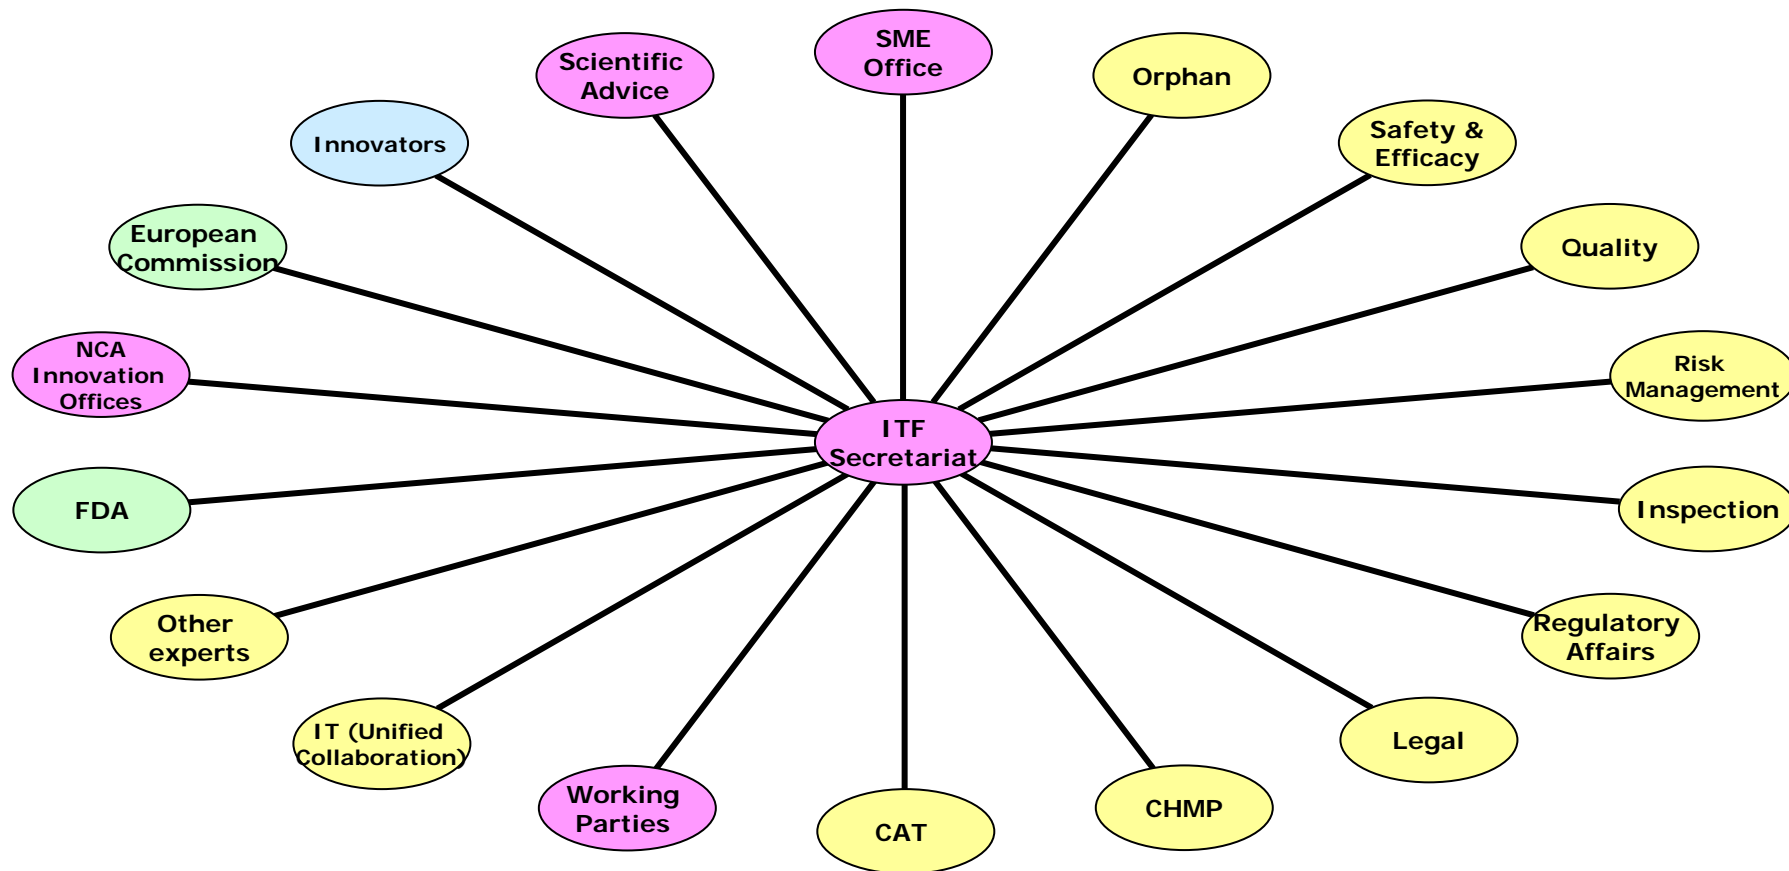 SME
Office
Scientific
Advice
Orphan
Innovators
Safety &
Efficacy
European
Commission
Quality
NCA
Innovation
Offices
Risk
Management
ITF
Secretariat
FDA
Inspection
Other
experts
Regulatory
Affairs
IT (Unified
Collaboration)
Legal
Working
Parties
CAT
CHMP